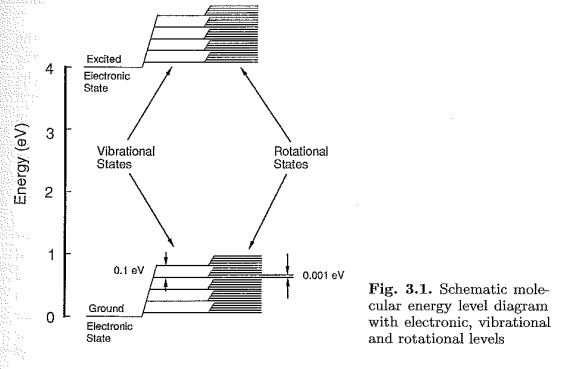 Energy (eV)
4
3
2
1
0
Excited
Electronic
State
Vibrational
States
Rotational
States
0.1 eV
0.001 eV
Ground
Electronic
State
Fig. 3.1. Schematic mole-
cular energy level diagram
with electronic, vibrational
and rotational levels